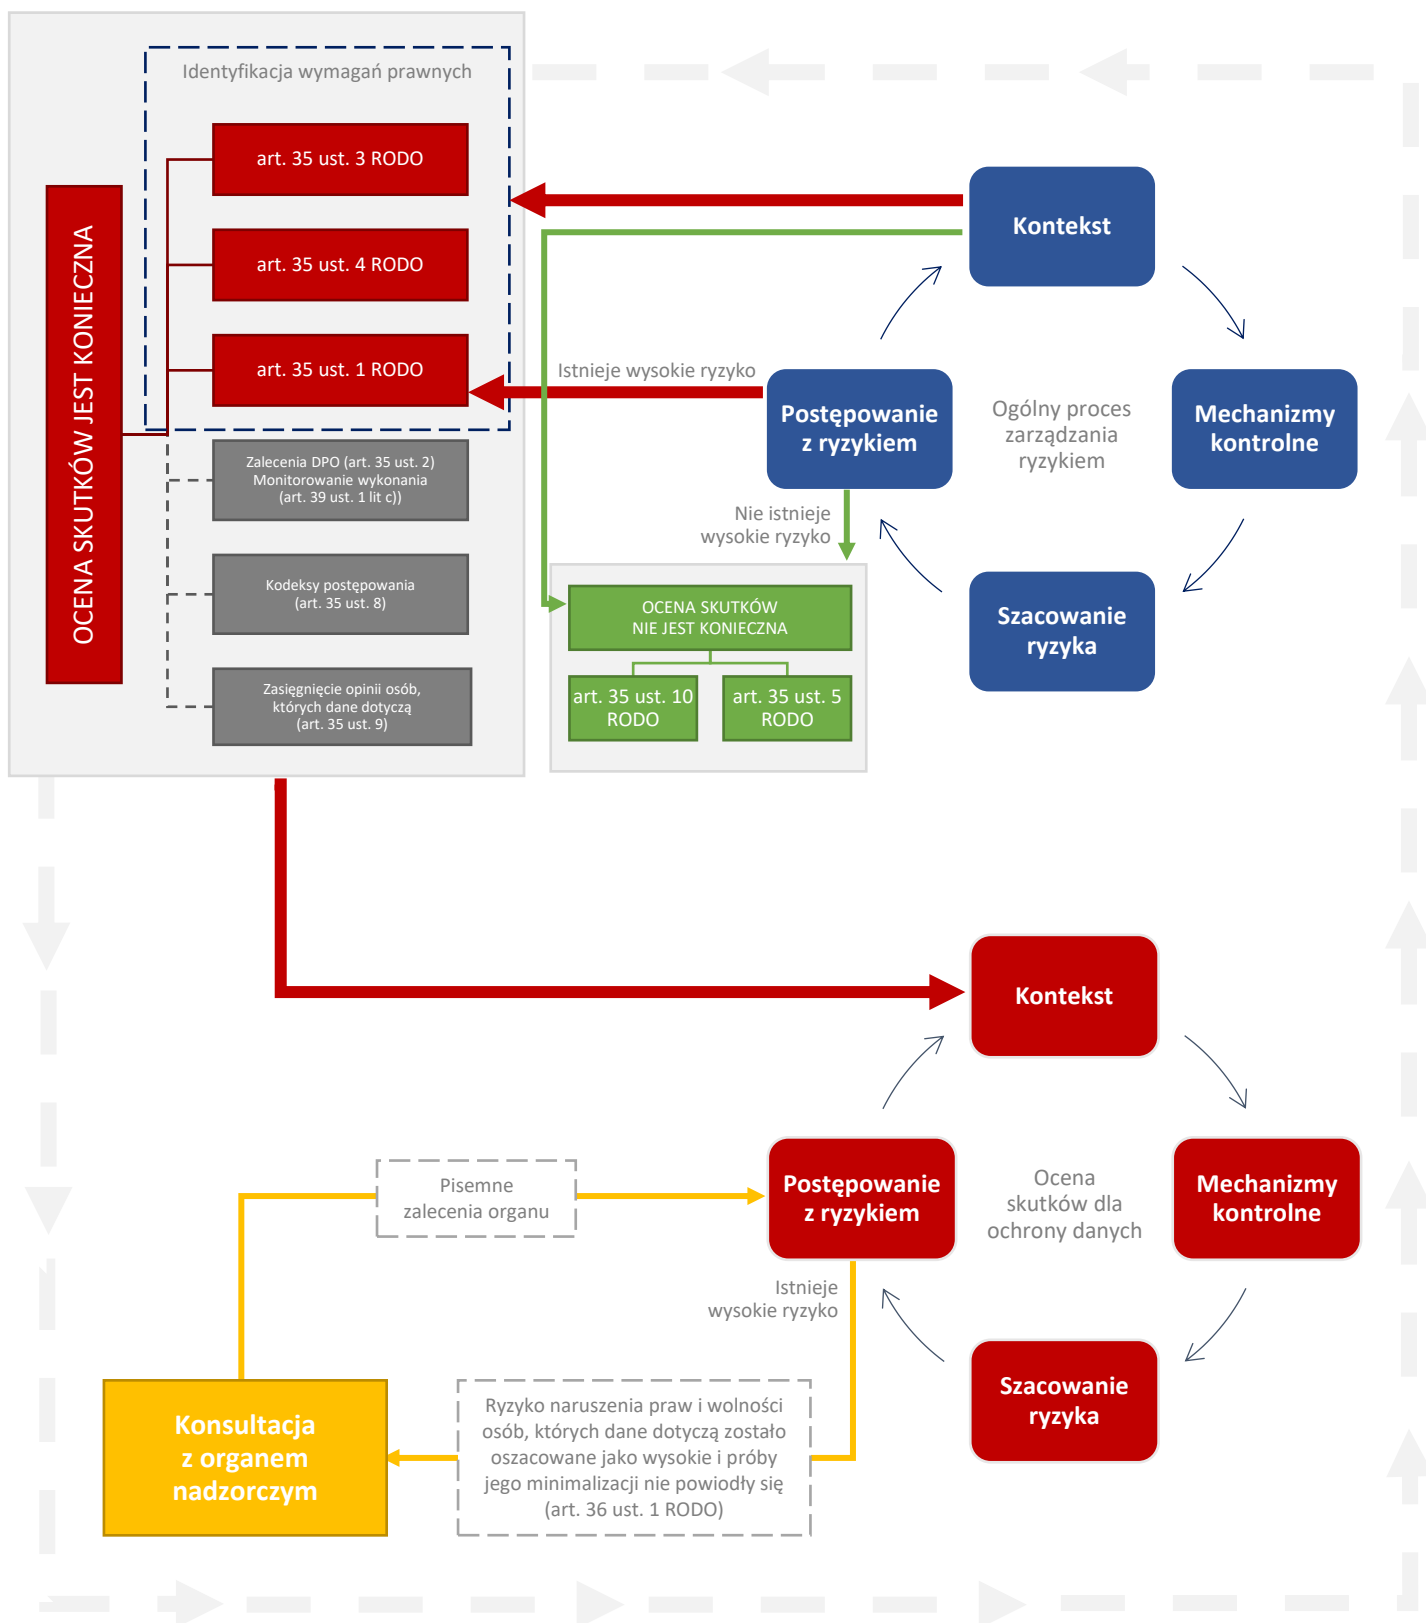 Identyfikacja wymagań prawnych
OCENA SKUTKÓW JEST KONIECZNA
art. 35 ust. 3 RODO
art. 35 ust. 4 RODO
art. 35 ust. 1 RODO
Zalecenia DPO (art. 35 ust. 2)
Monitorowanie wykonania
(art. 39 ust. 1 lit c))
Kodeksy postępowania
(art. 35 ust. 8)
Zasięgnięcie opinii osób,
których dane dotyczą
(art. 35 ust. 9)
Kontekst
Istnieje wysokie ryzyko
Postępowanie
z ryzykiem
Ogólny proces
zarządzania
ryzykiem
Mechanizmy
kontrolne
Nie istnieje
wysokie ryzyko
Szacowanie
ryzyka
OCENA SKUTKÓW
NIE JEST KONIECZNA
art. 35 ust. 10
RODO
art. 35 ust. 5
RODO
Kontekst
Pisemne
zalecenia organu
Postępowanie
z ryzykiem
Ocena
skutków dla
ochrony danych
Mechanizmy
kontrolne
Istnieje
wysokie ryzyko
Szacowanie
ryzyka
Konsultacja
z organem
nadzorczym
Ryzyko naruszenia praw i wolności
osób, których dane dotyczą zostało
oszacowane jako wysokie i próby
jego minimalizacji nie powiodły się
(art. 36 ust. 1 RODO)